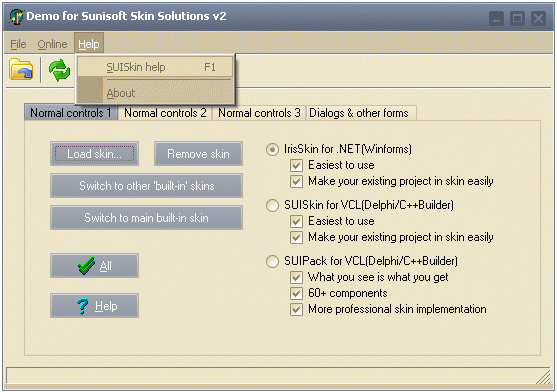 Demo for Sunisoft Skin Solutions v2
File Online Help
SUISkin help F1
About
Normal controls 1 Normal controls 2 Normal controls 3 Dialogs & other forms
Load skin... Remove skin
Switch to other 'built-in' skins
Switch to main built-in skin
All
Help
IrisSkin for .NET(Winforms)
Easiest to use
Make your existing project in skin easily
SUISkin for VCL(Delphi/C++Builder)
Easiest to use
Make your existing project in skin easily
SUIPack for VCL(Delphi/C++Builder)
What you see is what you get
60+ components
More professional skin implementation